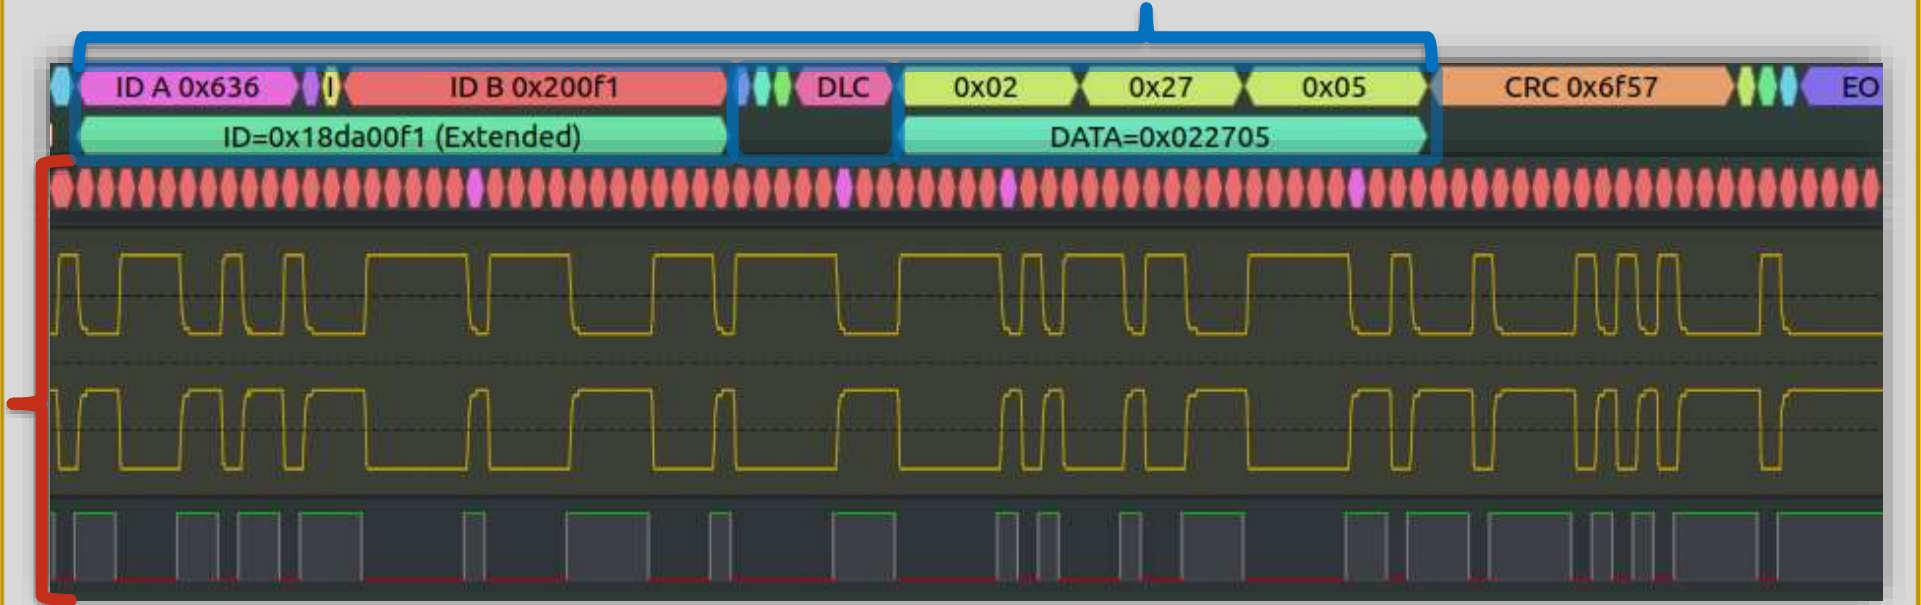 ID A 0x636 I ID B 0x200f1 DLC 0x02 0x27 0x05 CRC 0x6f57 EO
ID=0x18da00f1 (Extended) DATA=0x022705